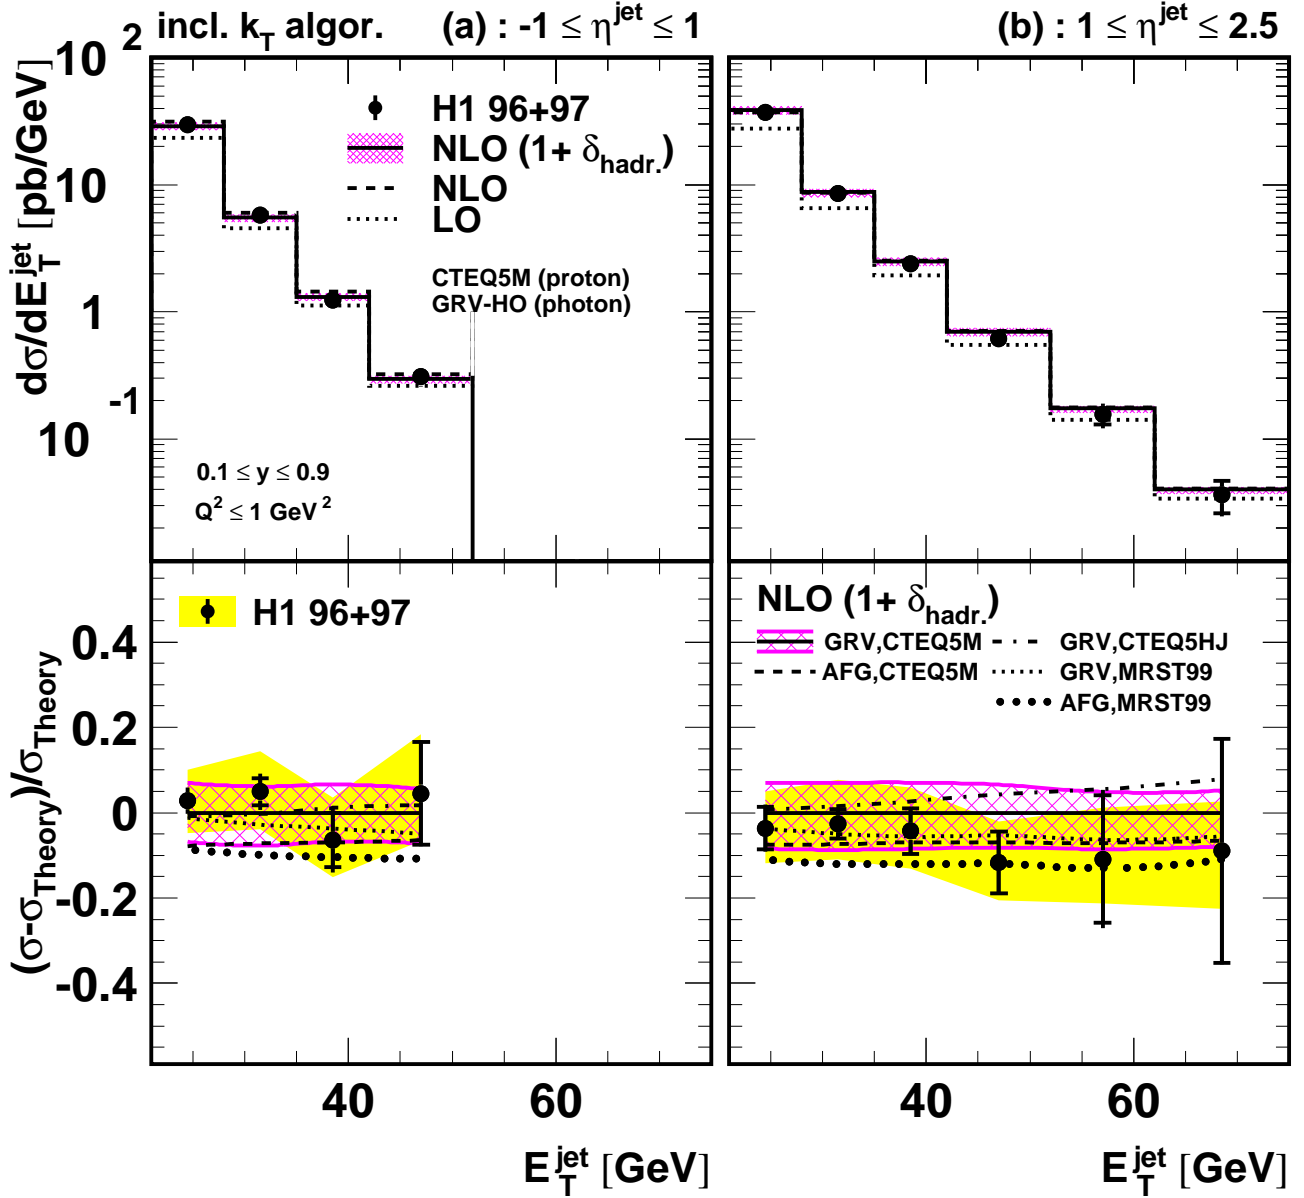 incl. k_T algor.
(a) : -1 ≤ η^jet ≤ 1
(b) : 1 ≤ η^jet ≤ 2.5
dσ/dE_T^jet [pb/GeV]
10^2
10
1
10^-1
H1 96+97
NLO (1+ δ_hadr.)
NLO
LO
CTEQ5M (proton)
GRV-HO (photon)
0.1 ≤ y ≤ 0.9
Q^2 ≤ 1 GeV^2
(σ-σ_Theory)/σ_Theory
0.4
0.2
0
-0.2
-0.4
H1 96+97
NLO (1+ δ_hadr.)
GRV,CTEQ5M
GRV,CTEQ5HJ
AFG,CTEQ5M
GRV,MRST99
AFG,MRST99
40
60
40
60
E_T^jet [GeV]
E_T^jet [GeV]